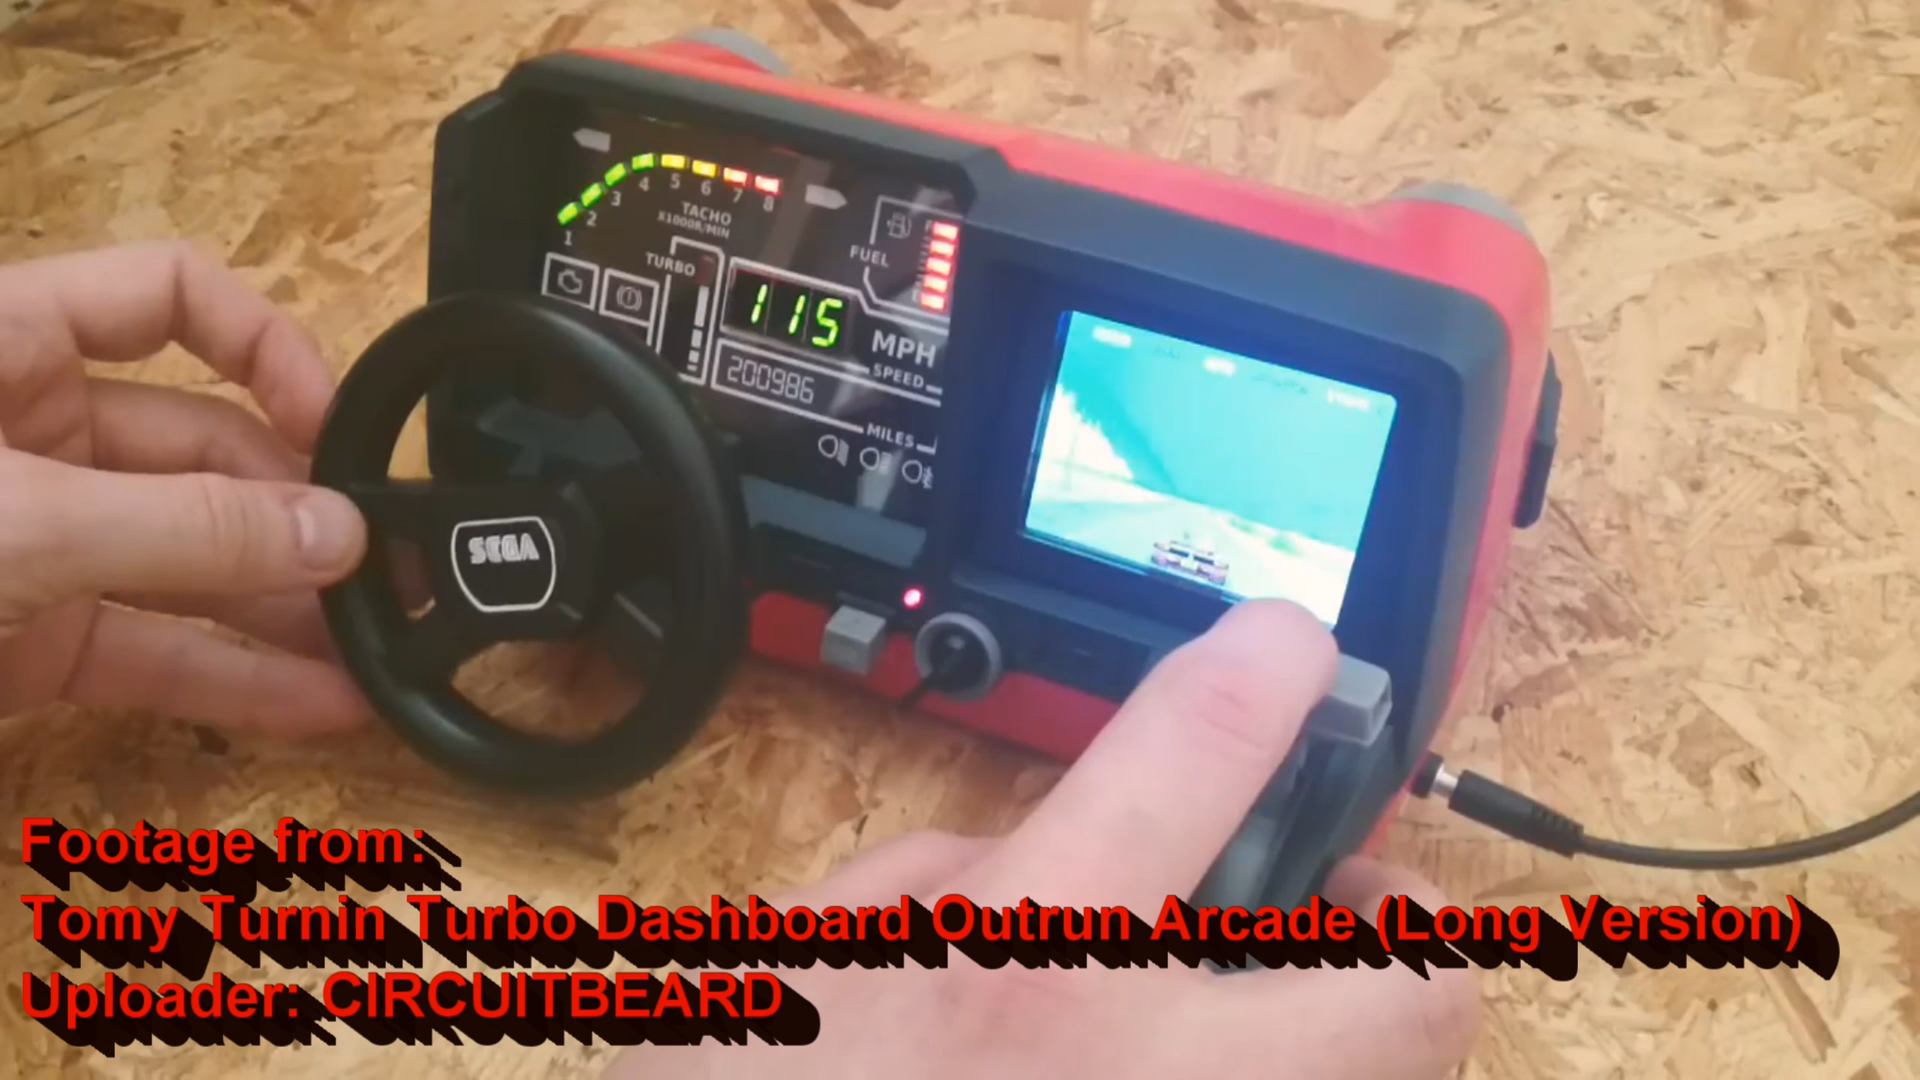 1 2 3 4 5 6 7 8
TACHO
X1000R/MIN
TURBO
FUEL
F
115
MPH
SPEED
200986
MILES
SEGA
Footage from:
Tomy Turnin Turbo Dashboard Outrun Arcade (Long Version)
Uploader: CIRCUITBEARD